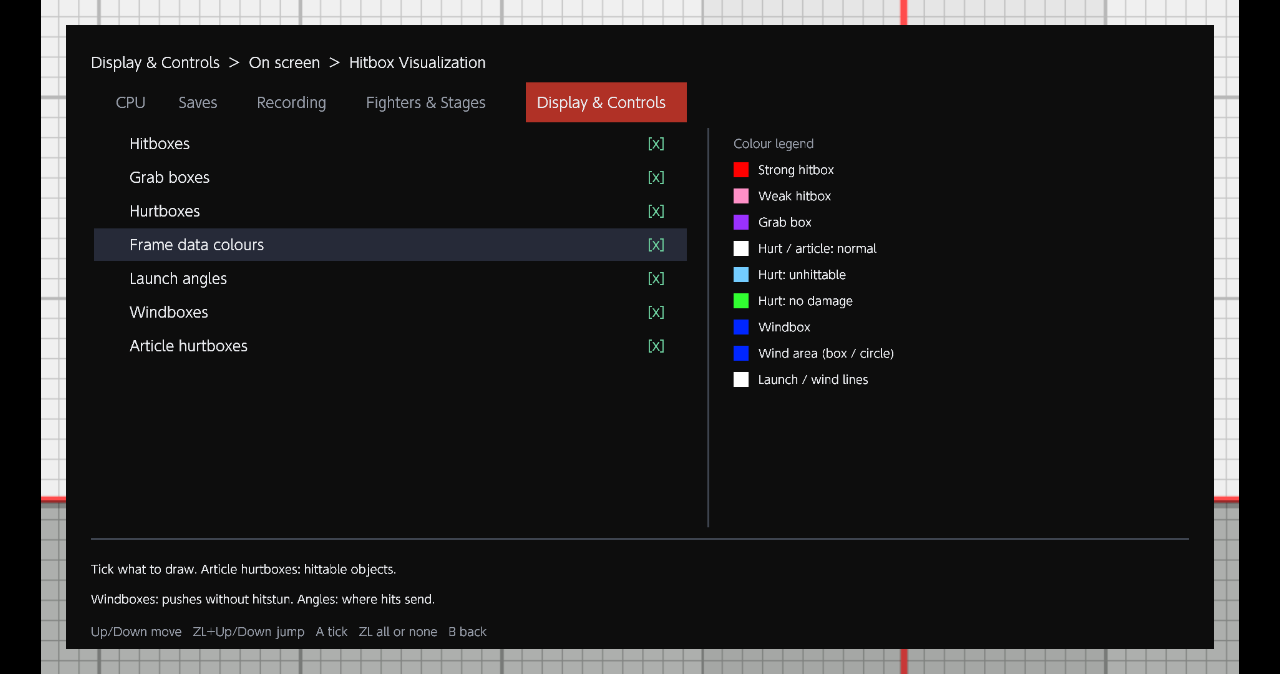 Display & Controls > On screen > Hitbox Visualization
CPU Saves Recording Fighters & Stages Display & Controls
Hitboxes [x]
Grab boxes [x]
Hurtboxes [x]
Frame data colours [x]
Launch angles [x]
Windboxes [x]
Article hurtboxes [x]
Colour legend
Strong hitbox
Weak hitbox
Grab box
Hurt / article: normal
Hurt: unhittable
Hurt: no damage
Windbox
Wind area (box / circle)
Launch / wind lines
Tick what to draw. Article hurtboxes: hittable objects.
Windboxes: pushes without hitstun. Angles: where hits send.
Up/Down move ZL+Up/Down jump A tick ZL all or none B back